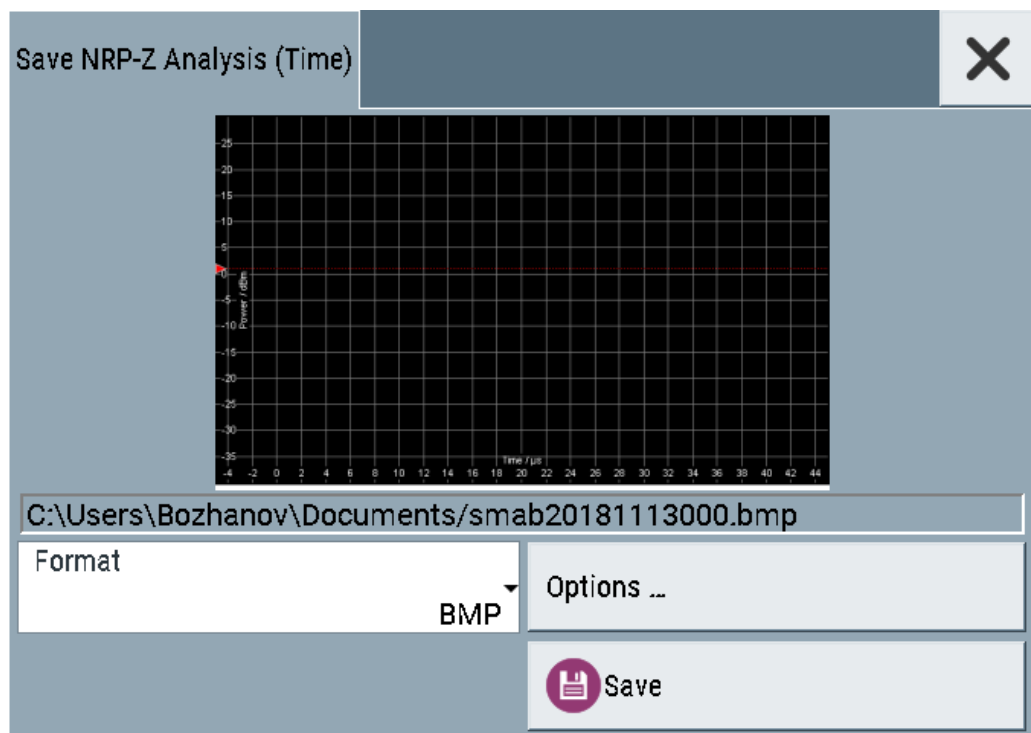 Save NRP-Z Analysis (Time)
25
20
15
10
5
0
-5
-10
-15
-20
-25
-30
-35
Power / dBm
Time / µs
-4 -2 0 2 4 6 8 10 12 14 16 18 20 22 24 26 28 30 32 34 36 38 40 42 44
C:\Users\Bozhanov\Documents/smab20181113000.bmp
Format
BMP
Options ...
Save